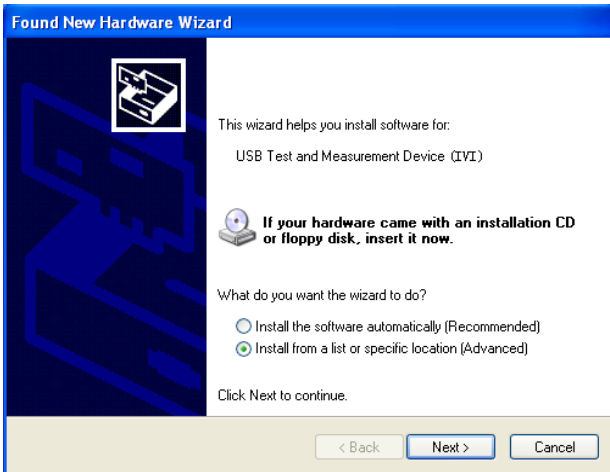 Found New Hardware Wizard
This wizard helps you install software for:
USB Test and Measurement Device (IVI)
If your hardware came with an installation CD
or floppy disk, insert it now.
What do you want the wizard to do?
Install the software automatically (Recommended)
Install from a list or specific location (Advanced)
Click Next to continue.
< Back Next > Cancel